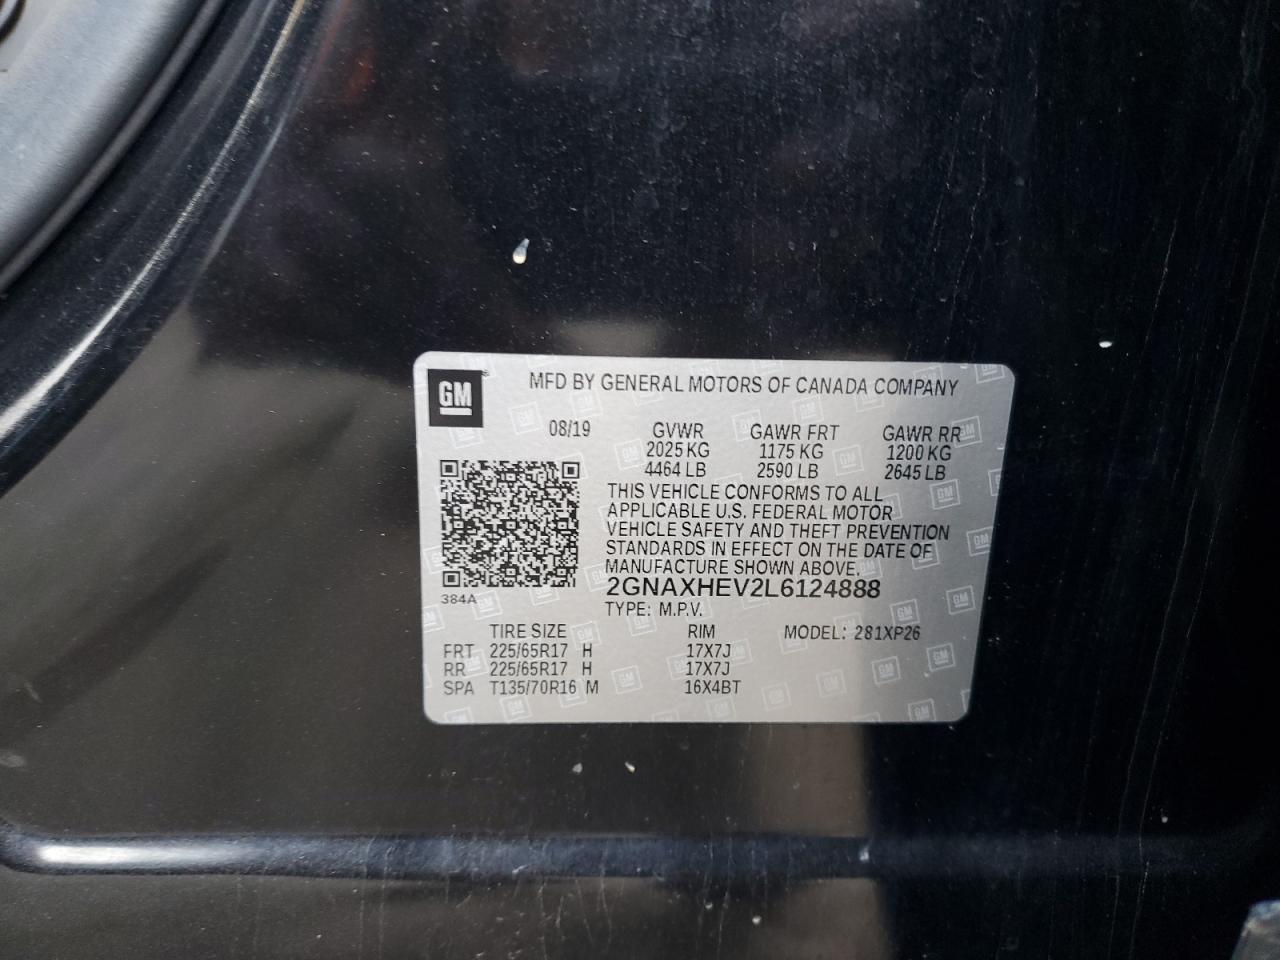 GM
MFD BY GENERAL MOTORS OF CANADA COMPANY
08/19 GVWR GAWR FRT GAWR RR
2025 KG 1175 KG 1200 KG
4464 LB 2590 LB 2645 LB
THIS VEHICLE CONFORMS TO ALL
APPLICABLE U.S. FEDERAL MOTOR
VEHICLE SAFETY AND THEFT PREVENTION
STANDARDS IN EFFECT ON THE DATE OF
MANUFACTURE SHOWN ABOVE.
2GNAXHEV2L6124888
384A
TYPE: M.P.V.
TIRE SIZE RIM MODEL: 281XP26
FRT 225/65R17 H 17X7J
RR 225/65R17 H 17X7J
SPA T135/70R16 M 16X4BT